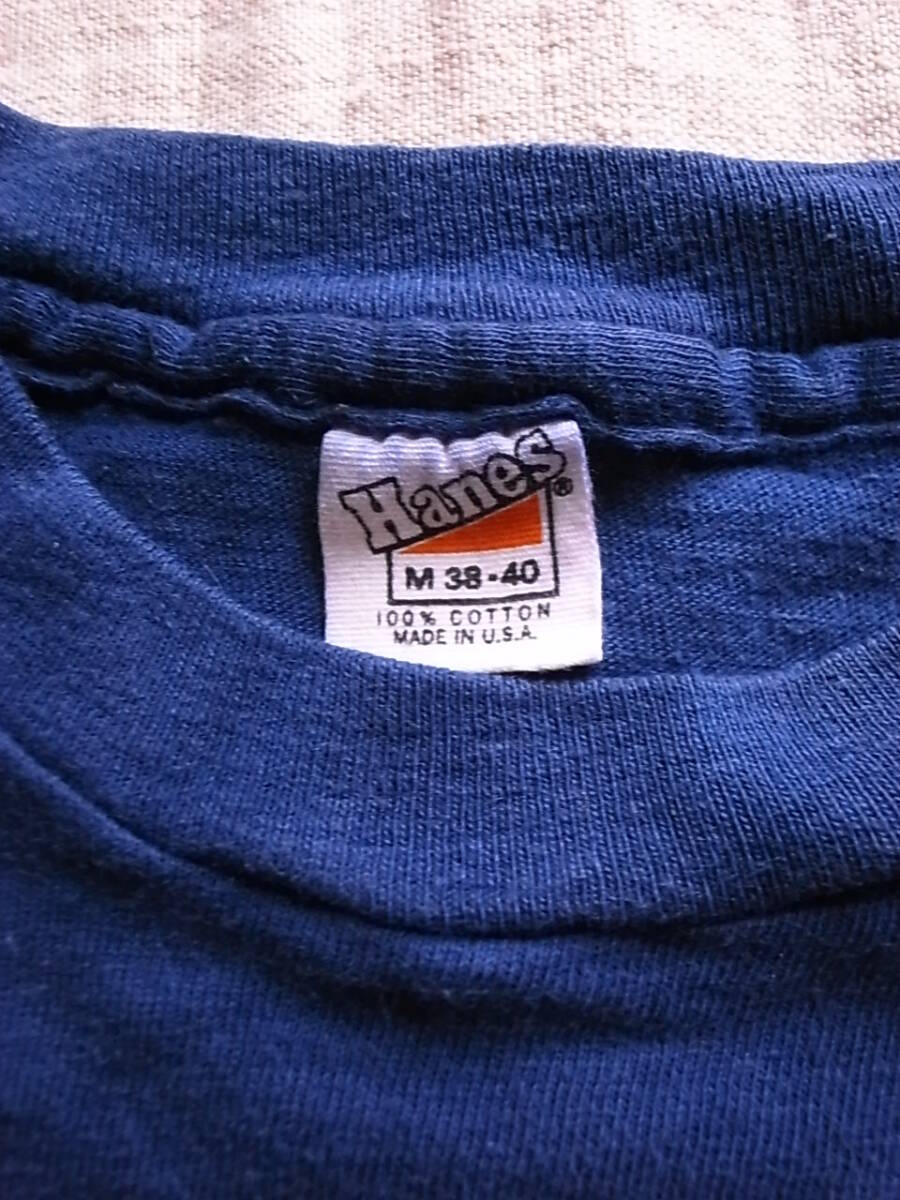 Hanes®
M 38-40
100% COTTON
MADE IN U.S.A.